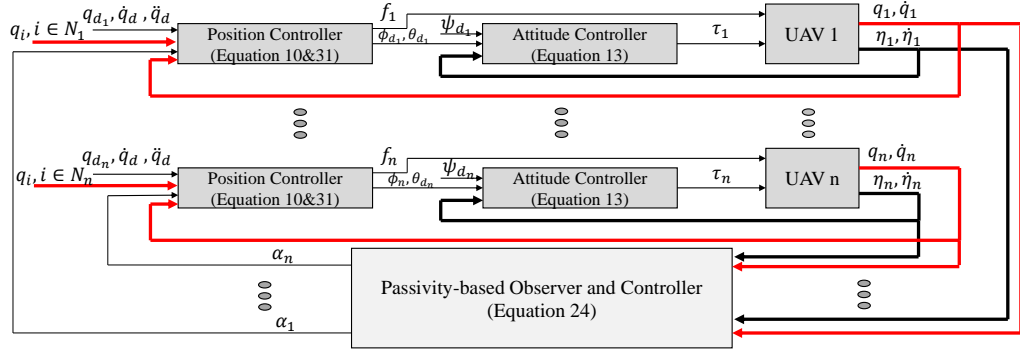 q_{d_1}, q̇_d , q̈_d
q_i, i ∈ N_1
Position Controller
(Equation 10&31)
f_1
ϕ_{d_1}, θ_{d_1}
ψ_{d_1}
Attitude Controller
(Equation 13)
τ_1
UAV 1
q_1, q̇_1
η_1, η̇_1
q_{d_n}, q̇_d , q̈_d
q_i, i ∈ N_n
Position Controller
(Equation 10&31)
f_n
ϕ_n, θ_{d_n}
ψ_{d_n}
Attitude Controller
(Equation 13)
τ_n
UAV n
q_n, q̇_n
η_n, η̇_n
α_n
Passivity-based Observer and Controller
(Equation 24)
α_1